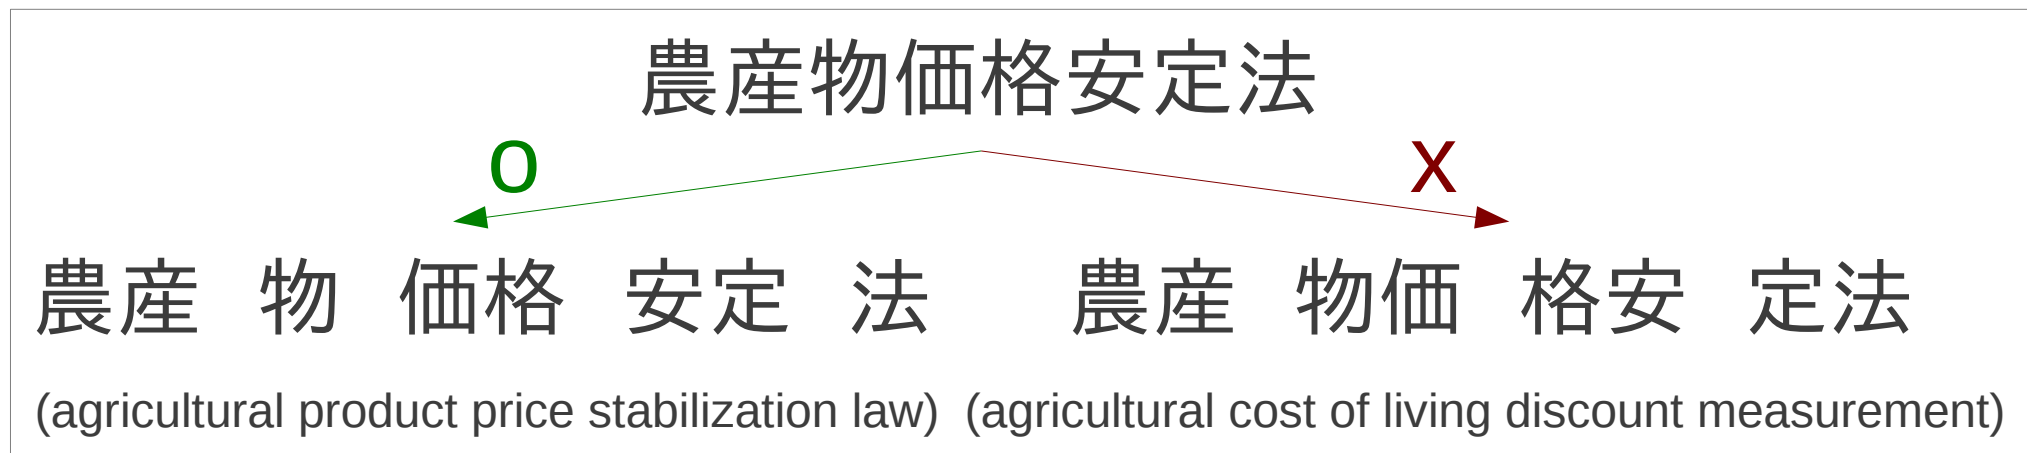 農産物価格安定法
o x
農産 物 価格 安定 法 農産 物価 格安 定法
(agricultural product price stabilization law) (agricultural cost of living discount measurement)